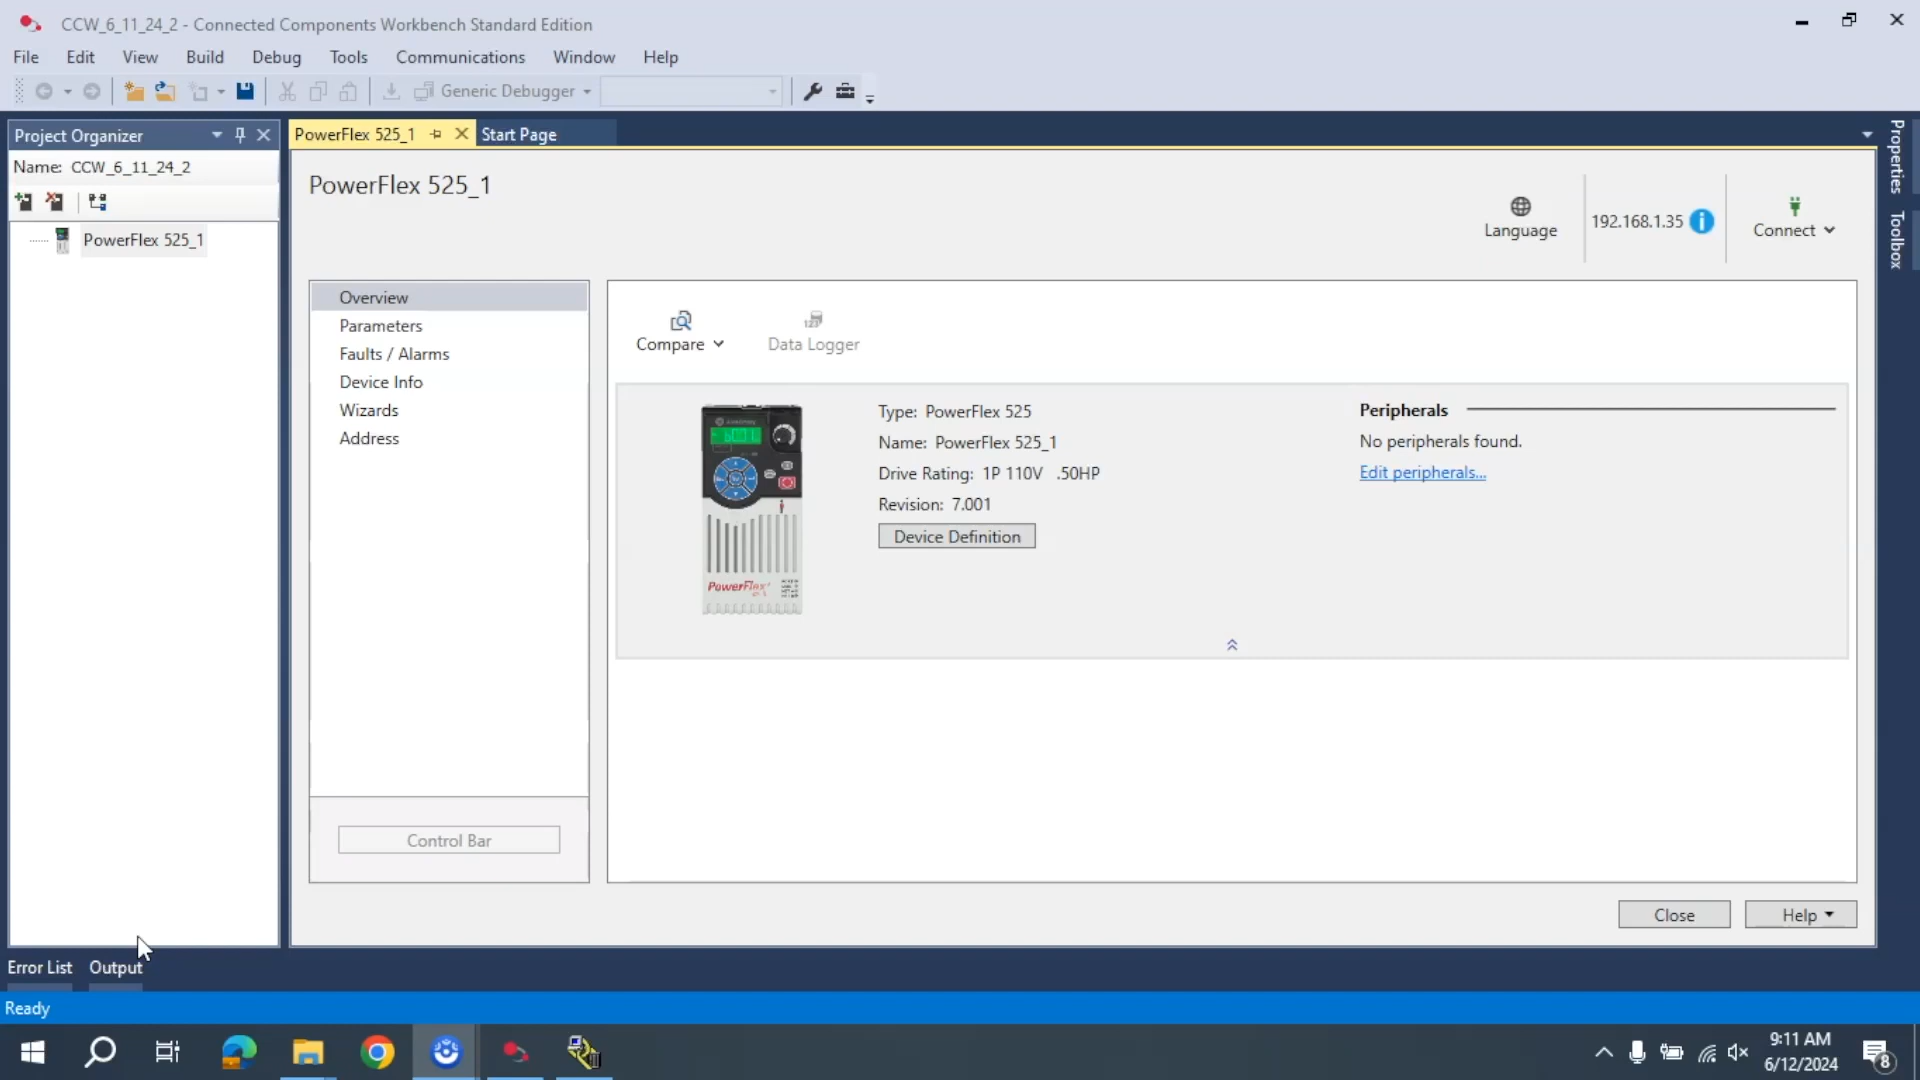 CCW_6_11_24_2 - Connected Components Workbench Standard Edition
File Edit View Build Debug Tools Communications Window Help
Generic Debugger
Project Organizer
Name: CCW_6_11_24_2
PowerFlex 525_1
PowerFlex 525_1
Start Page
PowerFlex 525_1
Language
192.168.1.35
Connect
Overview
Parameters
Faults / Alarms
Device Info
Wizards
Address
Control Bar
Compare
Data Logger
PowerFlex
Type: PowerFlex 525
Name: PowerFlex 525_1
Drive Rating: 1P 110V .50HP
Revision: 7.001
Device Definition
Peripherals
No peripherals found.
Edit peripherals...
Close
Help
Properties
Toolbox
Error List Output
Ready
9:11 AM
6/12/2024
8